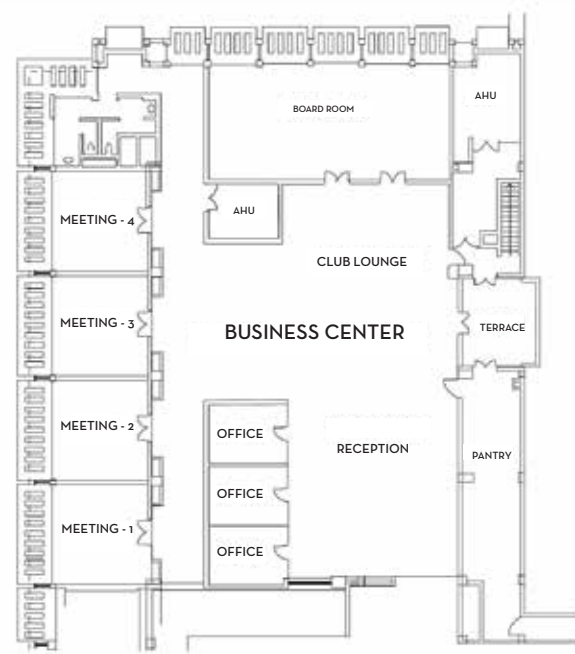 AHU
BOARD ROOM
AHU
MEETING - 4
CLUB LOUNGE
MEETING - 3
BUSINESS CENTER
TERRACE
MEETING - 2
OFFICE
RECEPTION
PANTRY
OFFICE
MEETING - 1
OFFICE